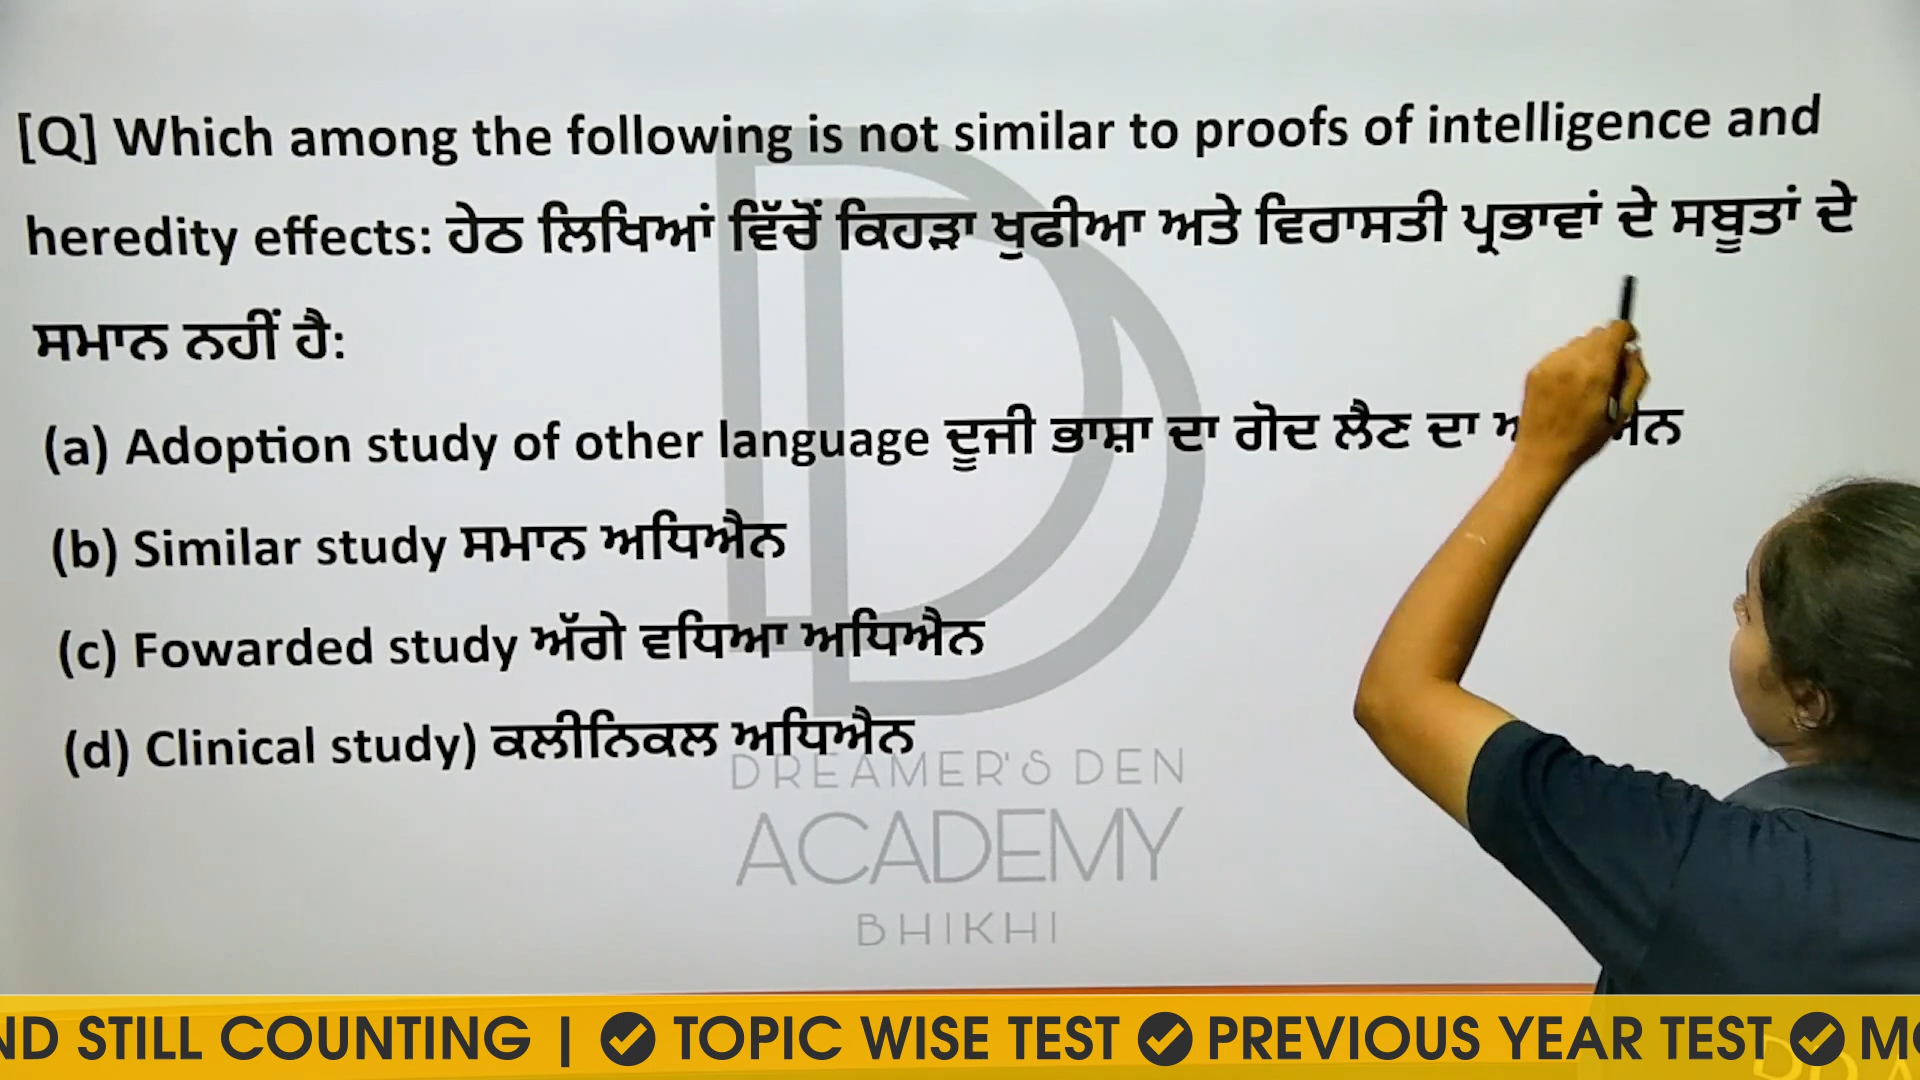 [Q] Which among the following is not similar to proofs of intelligence and
heredity effects: ਹੇਠ ਲਿਖਿਆਂ ਵਿੱਚੋਂ ਕਿਹੜਾ ਖੁਫੀਆ ਅਤੇ ਵਿਰਾਸਤੀ ਪ੍ਰਭਾਵਾਂ ਦੇ ਸਬੂਤਾਂ ਦੇ
ਸਮਾਨ ਨਹੀਂ ਹੈ:
(a) Adoption study of other language ਦੂਜੀ ਭਾਸ਼ਾ ਦਾ ਗੋਦ ਲੈਣ ਦਾ
(b) Similar study ਸਮਾਨ ਅਧਿਐਨ
(c) Fowarded study ਅੱਗੇ ਵਧਿਆ ਅਧਿਐਨ
(d) Clinical study) ਕਲੀਨਿਕਲ ਅਧਿਐਨ
DREAMER'S DEN
ACADEMY
BHIKHI
STILL COUNTING | TOPIC WISE TEST PREVIOUS YEAR TEST